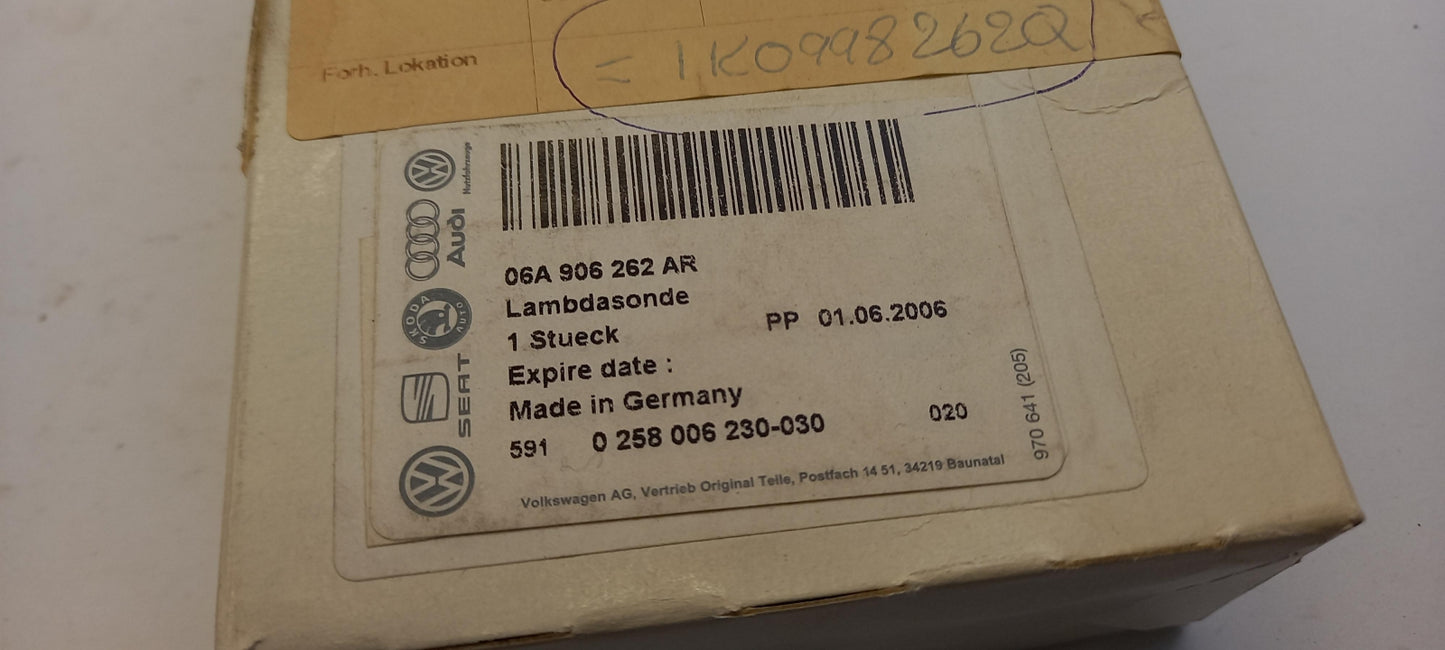 = 1K0998262Q
Forh. Lokation
Nutzfahrzeuge
Audi
SKODA AUTO
SEAT
06A 906 262 AR
Lambdasonde
1 Stueck PP 01.06.2006
Expire date :
Made in Germany
591 0 258 006 230-030 020
970 641 (205)
Volkswagen AG, Vertrieb Original Teile, Postfach 14 51, 34219 Baunatal